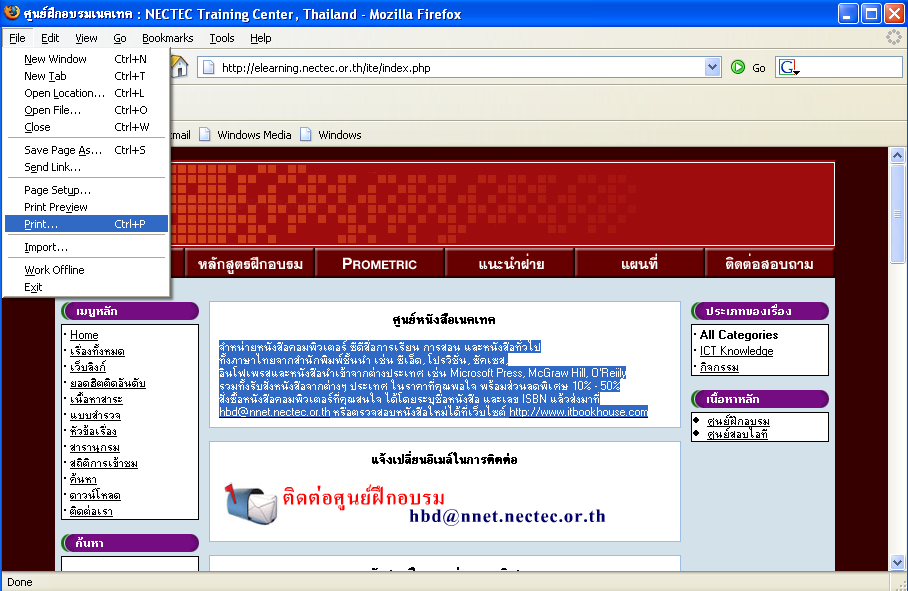 ศูนย์ฝึกอบรมเนคเทค : NECTEC Training Center, Thailand - Mozilla Firefox
File Edit View Go Bookmarks Tools Help
New Window Ctrl+N
New Tab Ctrl+T
Open Location... Ctrl+L
Open File... Ctrl+O
Close Ctrl+W
Save Page As... Ctrl+S
Send Link...
Page Setup...
Print Preview
Print... Ctrl+P
Import...
Work Offline
Exit
http://elearning.nectec.or.th/ite/index.php Go G
Windows Media Windows
หลักสูตรฝึกอบรม PROMETRIC แนะนำฝ่าย แผนที่ ติดต่อสอบถาม
เมนูหลัก
· Home
· เรื่องทั้งหมด
· เว็บลิงก์
· ยอดฮิตติดอันดับ
· เนื้อหาสาระ
· แบบสำรวจ
· หัวข้อเรื่อง
· สารานุกรม
· สถิติการเข้าชม
· ค้นหา
· ดาวน์โหลด
· ติดต่อเรา
ค้นหา
ศูนย์หนังสือเนคเทค
จำหน่ายหนังสือคอมพิวเตอร์ ซีดีสื่อการเรียน การสอน และหนังสือทั่วไป
ทั้งภาษาไทยจากสำนักพิมพ์ชั้นนำ เช่น ซีเอ็ด, โปรวิชั่น, ซัคเซส,
อินโฟเพรสและหนังสือนำเข้าจากต่างประเทศ เช่น Microsoft Press, McGraw Hill, O'Reiily
รวมทั้งรับสั่งหนังสือจากต่างๆ ประเทศ ในราคาที่คุณพอใจ พร้อมส่วนลดพิเศษ 10% - 50%
สั่งซื้อหนังสือคอมพิวเตอร์ที่คุณสนใจ ได้โดยระบุชื่อหนังสือ และเลข ISBN แล้วส่งมาที่
hbd@nnet.nectec.or.th หรือตรวจสอบหนังสือใหม่ได้ที่เว็บไซต์ http://www.itbookhouse.com
แจ้งเปลี่ยนอีเมล์ในการติดต่อ
ติดต่อศูนย์ฝึกอบรม
hbd@nnet.nectec.or.th
ประเภทของเรื่อง
· All Categories
· ICT Knowledge
· กิจกรรม
เนื้อหาหลัก
◆ ศูนย์ฝึกอบรม
◆ ศูนย์สอบไอที
Done